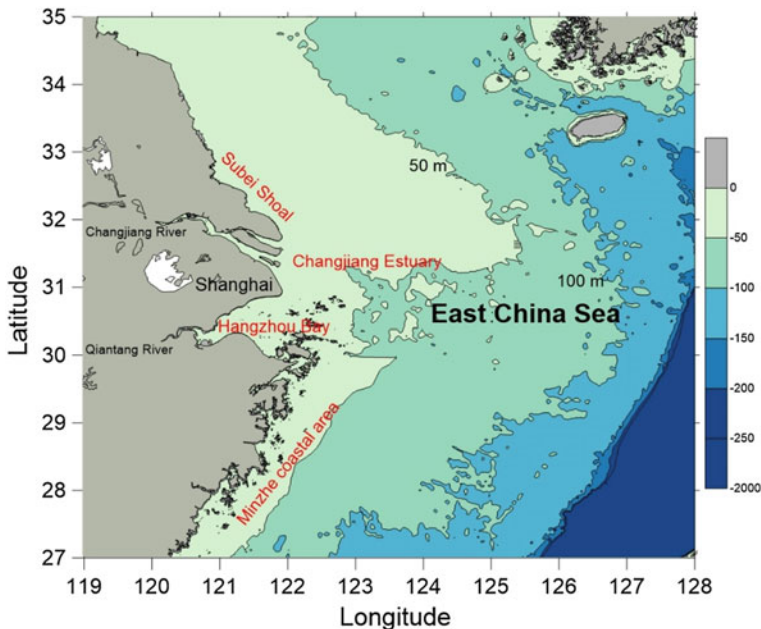 35
34
33
32
31
30
29
28
27
Latitude
119
120
121
122
123
124
125
126
127
128
Longitude
Subei Shoal
50 m
Changjiang River
Changjiang Estuary
Shanghai
100 m
East China Sea
Hangzhou Bay
Qiantang River
Minzhe coastal area
0
-50
-100
-200
-250
-2000